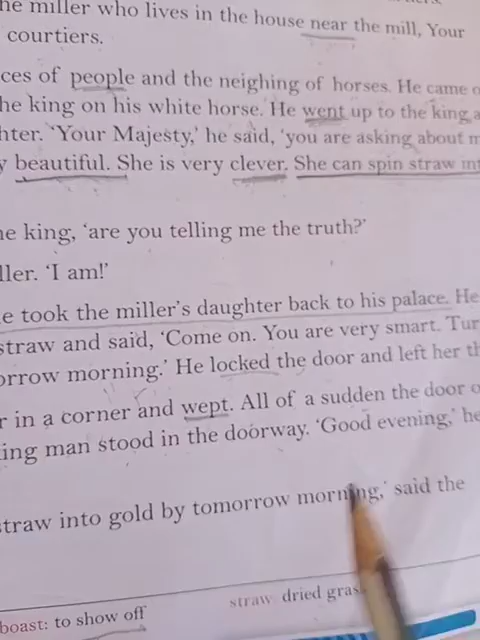 he miller who lives in the house near the mill, Your
courtiers.
ces of people and the neighing of horses. He came
he king on his white horse. He went up to the king
hter. 'Your Majesty,' he said, 'you are asking about
beautiful. She is very clever. She can spin straw
he king, 'are you telling me the truth?'
ller. 'I am!'
e took the miller's daughter back to his palace. He
straw and said, 'Come on. You are very smart. Tur
orrow morning.' He locked the door and left her
r in a corner and wept. All of a sudden the door
ing man stood in the doorway. 'Good evening,' he
straw into gold by tomorrow morning,' said the
boast: to show off
straw dried gras